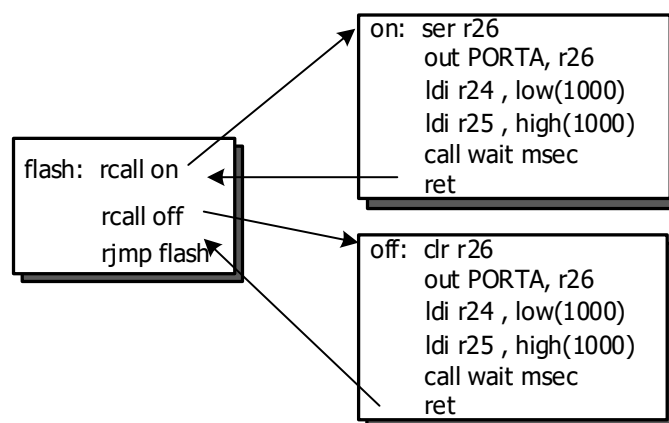 flash: rcall on
rcall off
rjmp flash
on: ser r26
out PORTA, r26
ldi r24 , low(1000)
ldi r25 , high(1000)
call wait msec
ret
off: clr r26
out PORTA, r26
ldi r24 , low(1000)
ldi r25 , high(1000)
call wait msec
ret